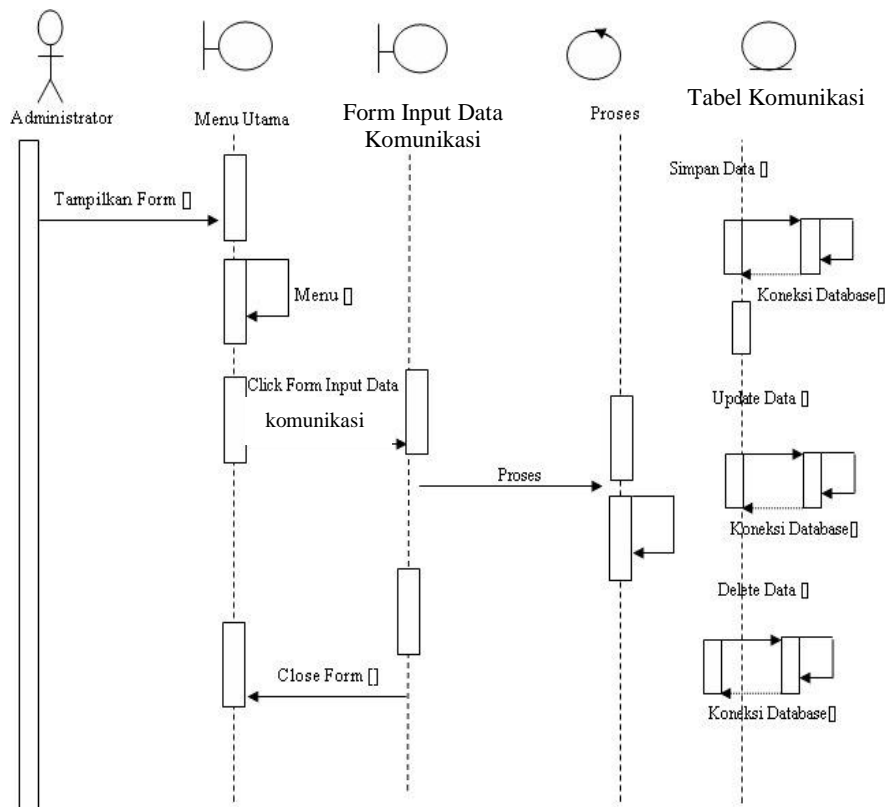 Administrator
Menu Utama
Form Input Data
Komunikasi
Proses
Tabel Komunikasi
Simpan Data []
Tampilkan Form []
Koneksi Database[]
Menu []
Click Form Input Data
komunikasi
Update Data []
Proses
Koneksi Database[]
Delete Data []
Close Form []
Koneksi Database[]